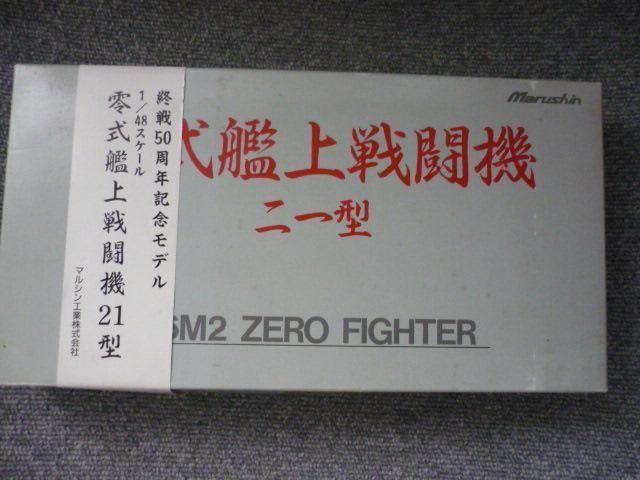 終戦50周年記念モデル
1/48スケール
零式艦上戦闘機21型
マルシン工業株式会社
Marushin
式艦上戦闘機
二一型
6M2 ZERO FIGHTER